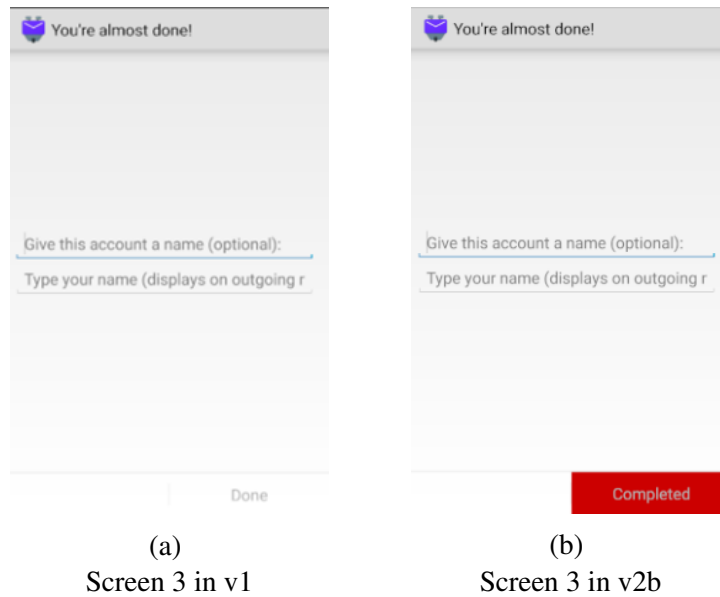 You're almost done!
Give this account a name (optional):
Type your name (displays on outgoing r
Done
(a)
Screen 3 in v1
You're almost done!
Give this account a name (optional):
Type your name (displays on outgoing r
Completed
(b)
Screen 3 in v2b